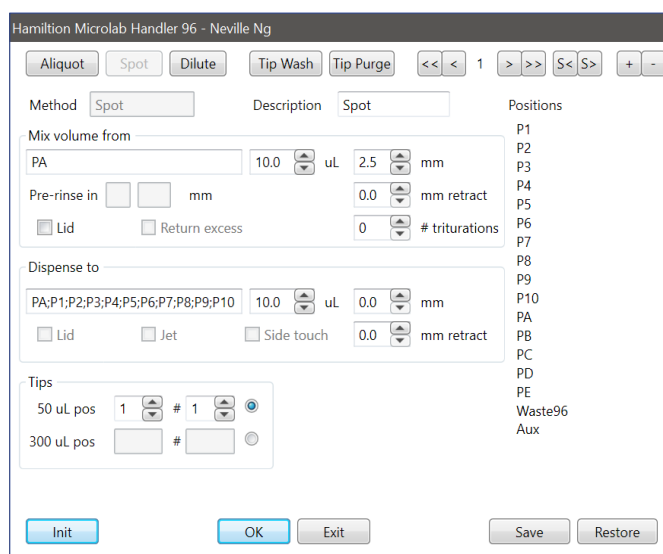 Hamiltion Microlab Handler 96 - Neville Ng
Aliquot Spot Dilute Tip Wash Tip Purge << < 1 > >> S< S> + -
Method Spot Description Spot Positions
Mix volume from
PA 10.0 uL 2.5 mm
Pre-rinse in mm 0.0 mm retract
Lid Return excess 0 # triturations
Dispense to
PA;P1;P2;P3;P4;P5;P6;P7;P8;P9;P10 10.0 uL 0.0 mm
Lid Jet Side touch 0.0 mm retract
Tips
50 uL pos 1 # 1
300 uL pos #
P1
P2
P3
P4
P5
P6
P7
P8
P9
P10
PA
PB
PC
PD
PE
Waste96
Aux
Init OK Exit Save Restore